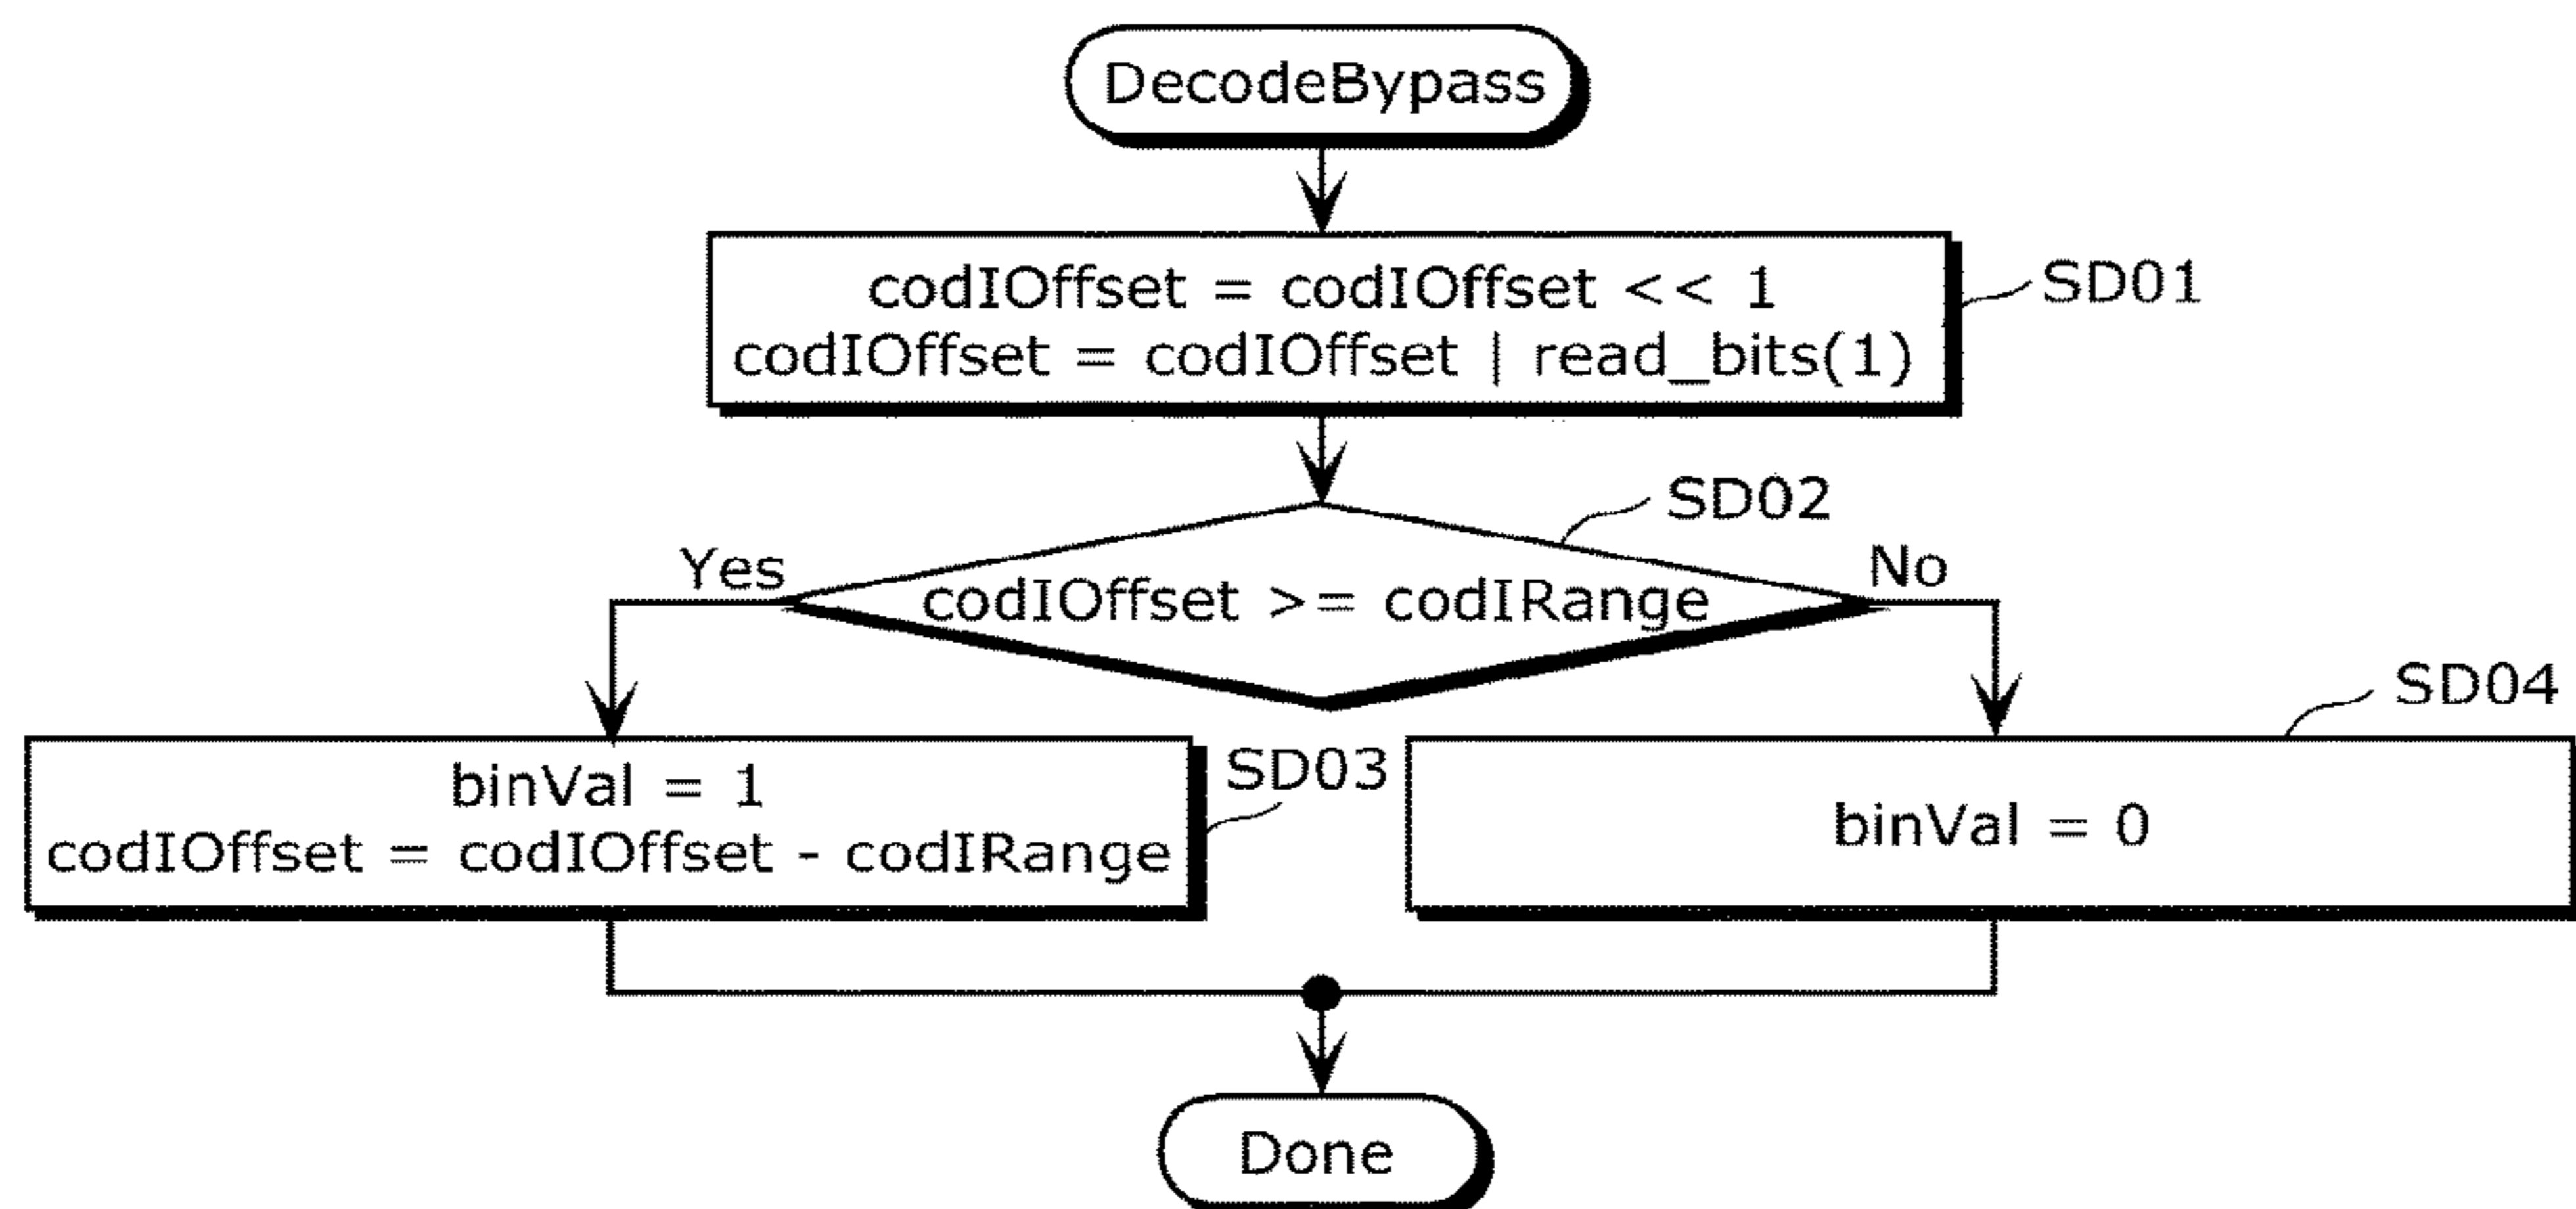 DecodeBypass
codIOffset = codIOffset << 1
codIOffset = codIOffset | read_bits(1)
SD01
SD02
Yes
codIOffset >= codIRange
No
binVal = 1
codIOffset = codIOffset - codIRange
SD03
SD04
binVal = 0
Done